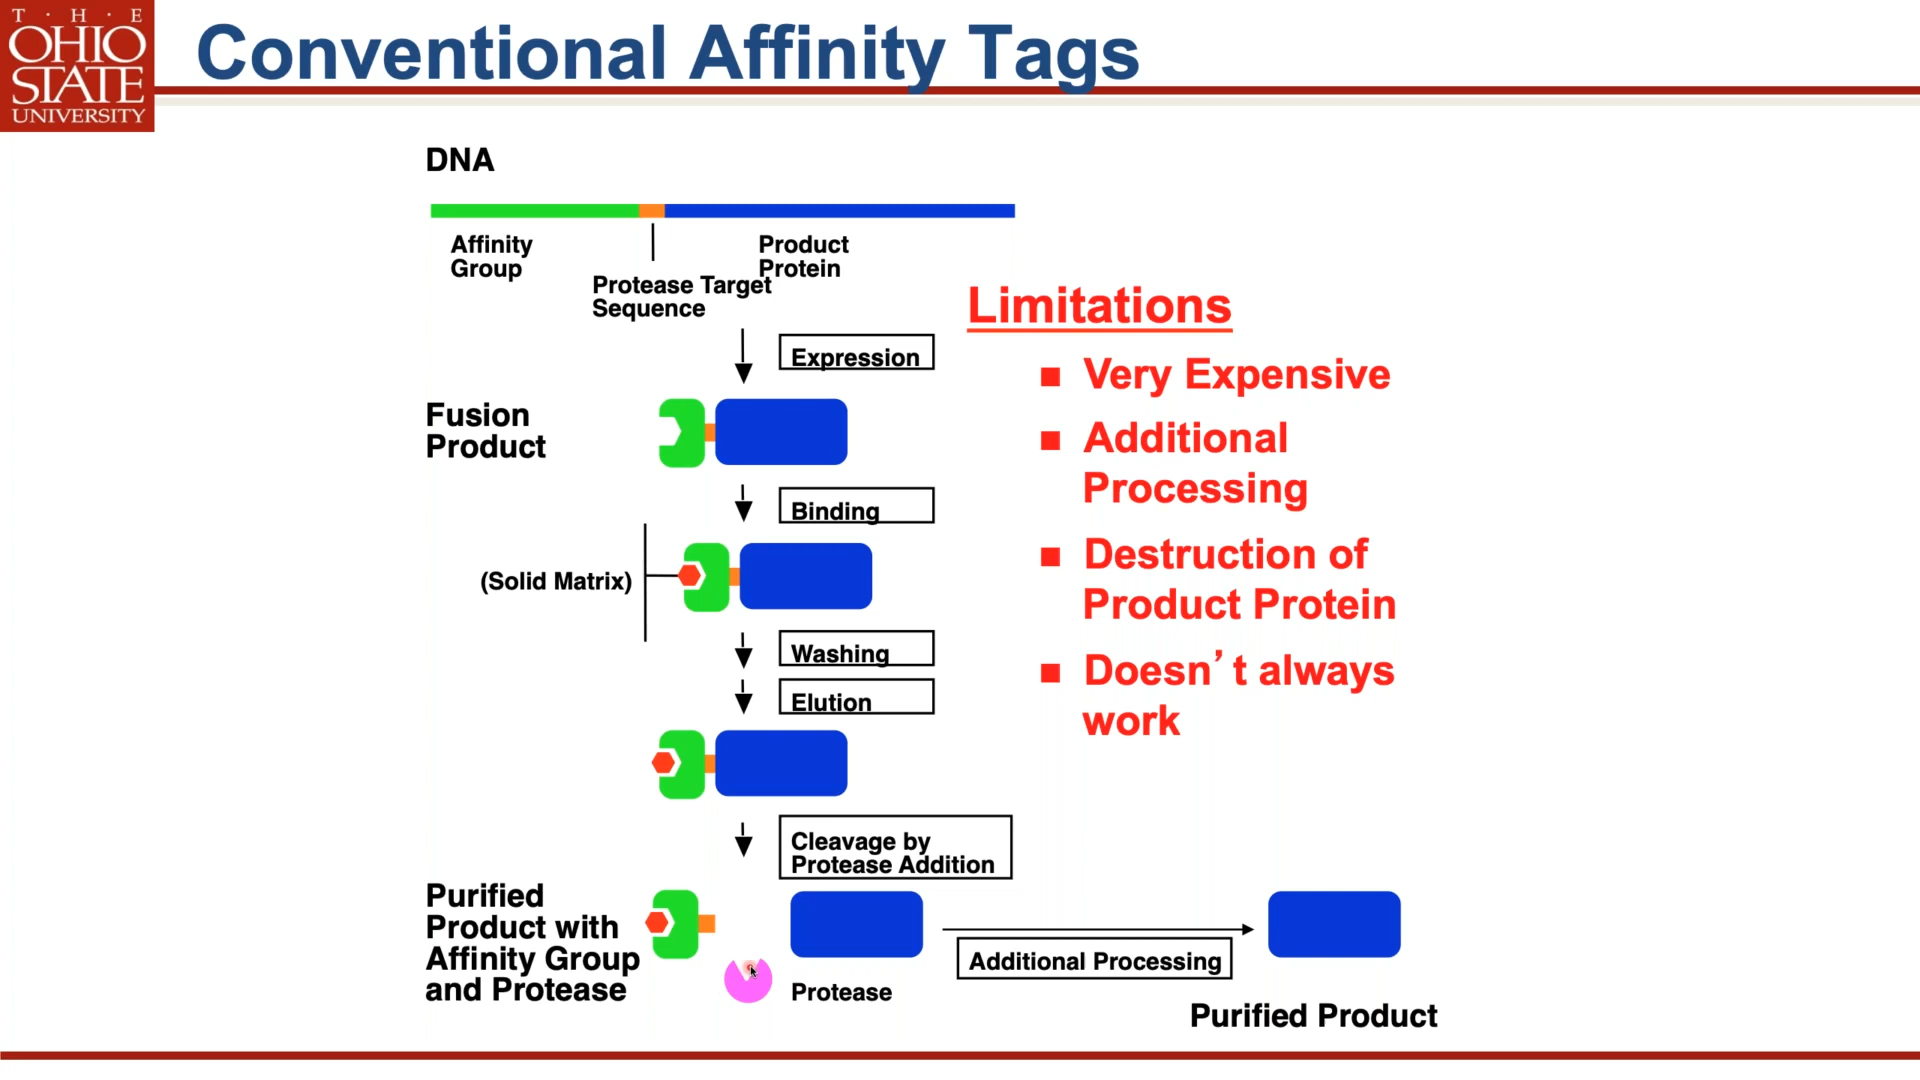 T · H · E
OHIO
STATE
UNIVERSITY
Conventional Affinity Tags
DNA
Affinity
Group
Protease Target
Sequence
Product
Protein
Expression
Fusion
Product
Binding
(Solid Matrix)
Washing
Elution
Cleavage by
Protease Addition
Purified
Product with
Affinity Group
and Protease
Protease
Additional Processing
Purified Product
Limitations
■ Very Expensive
■ Additional
Processing
■ Destruction of
Product Protein
■ Doesn’t always
work